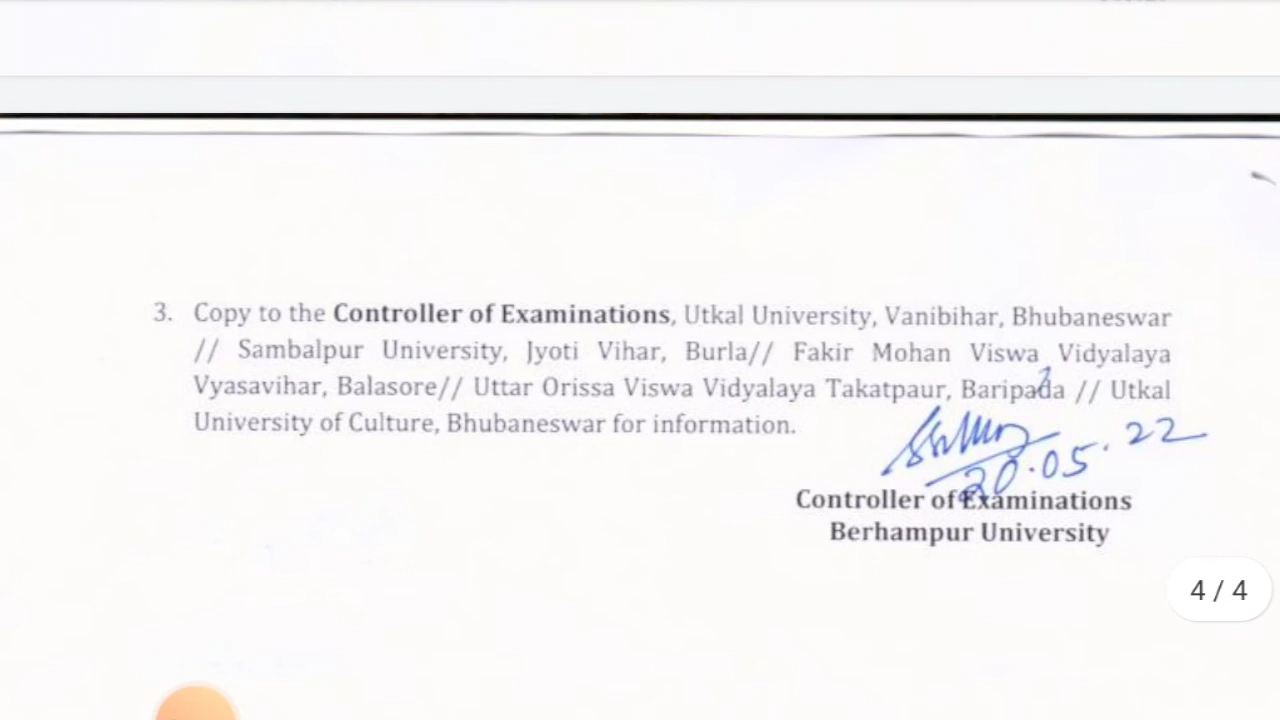 3. Copy to the Controller of Examinations, Utkal University, Vanibihar, Bhubaneswar
// Sambalpur University, Jyoti Vihar, Burla// Fakir Mohan Viswa Vidyalaya
Vyasavihar, Balasore// Uttar Orissa Viswa Vidyalaya Takatpaur, Baripada // Utkal
University of Culture, Bhubaneswar for information.
20.05.22
Controller of Examinations
Berhampur University
4 / 4